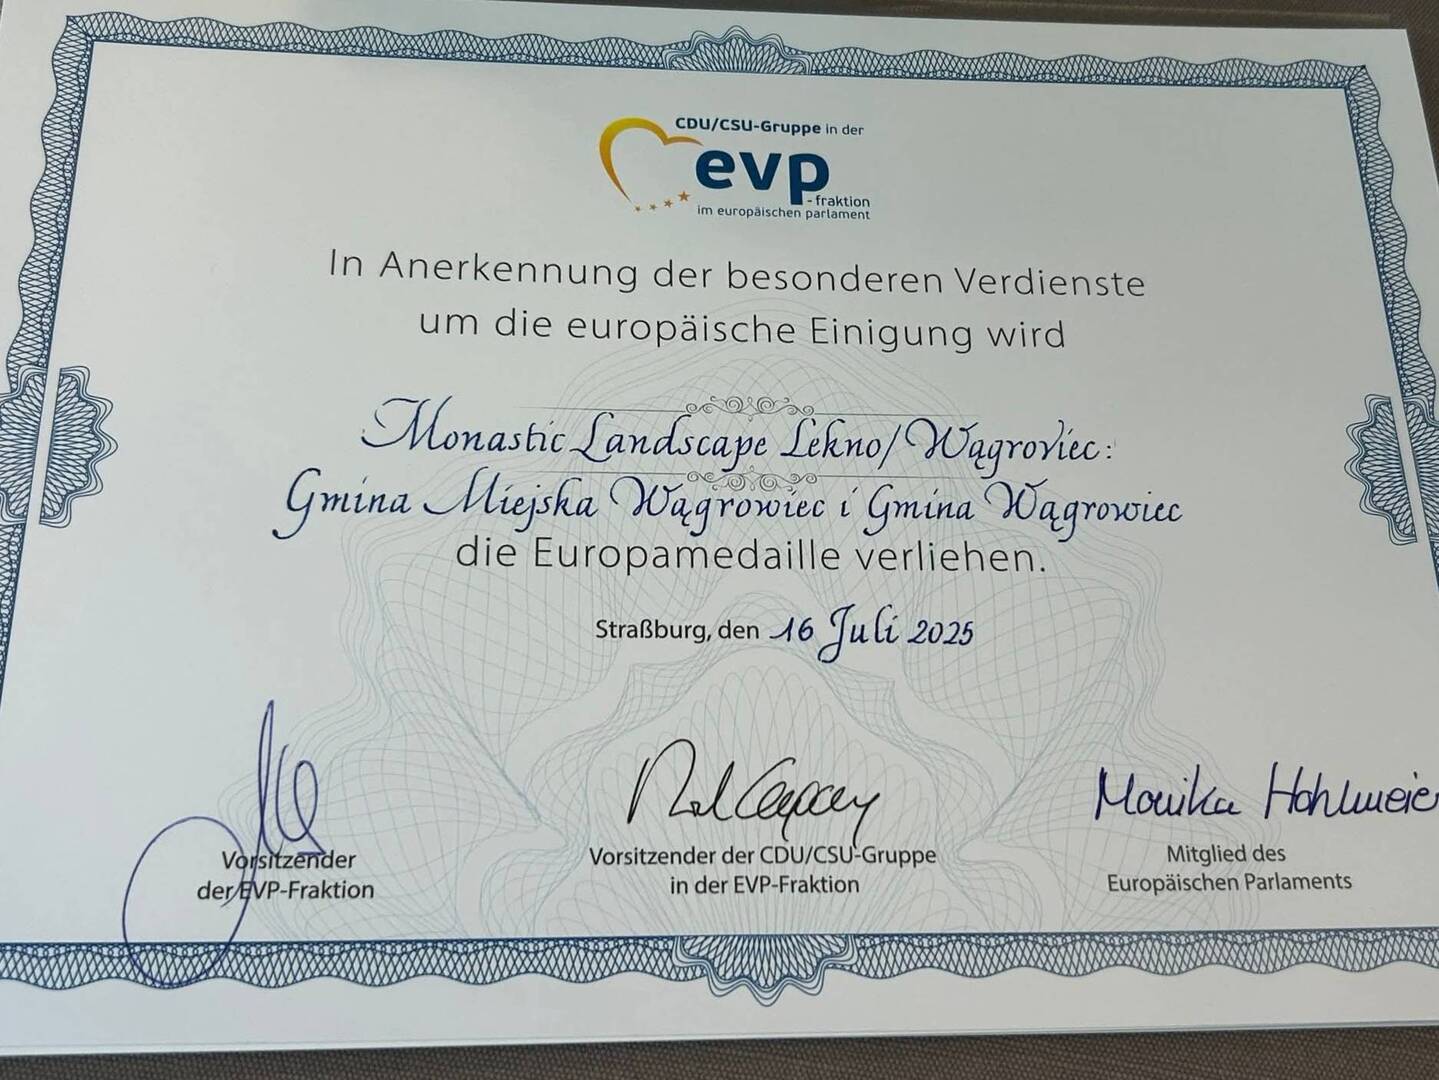 CDU/CSU-Gruppe in der
evp
-fraktion
im europäischen parlament
In Anerkennung der besonderen Verdienste
um die europäische Einigung wird
Monastic Landscape Lekno/Wągroviec:
Gmina Miejska Wągrowiec i Gmina Wągrowiec
die Europamedaille verliehen.
Straßburg, den 16 Juli 2025
Monika Hohlmeier
Vorsitzender
der EVP-Fraktion
Vorsitzender der CDU/CSU-Gruppe
in der EVP-Fraktion
Mitglied des
Europäischen Parlaments